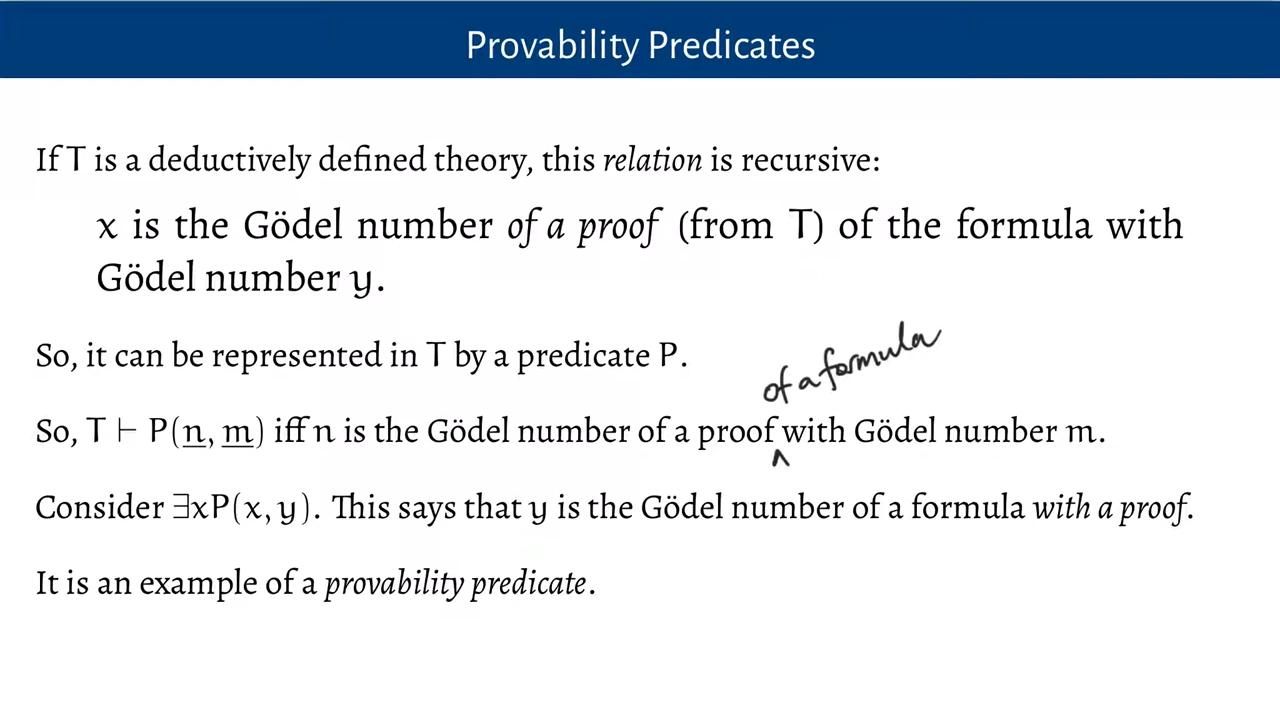 Provability Predicates
If T is a deductively defined theory, this relation is recursive:
x is the Gödel number of a proof (from T) of the formula with
Gödel number y.
So, it can be represented in T by a predicate P.
of a formula
So, T ⊢ P(n, m) iff n is the Gödel number of a proof with Gödel number m.
^
Consider ∃xP(x, y). This says that y is the Gödel number of a formula with a proof.
It is an example of a provability predicate.